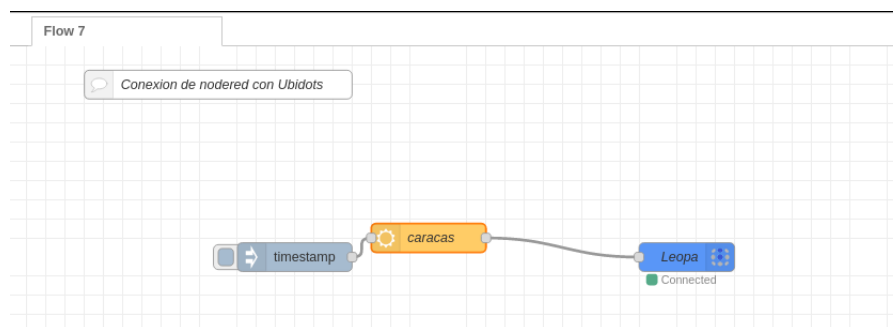 Flow 7
Conexion de nodered con Ubidots
caracas
timestamp
Leopa
Connected